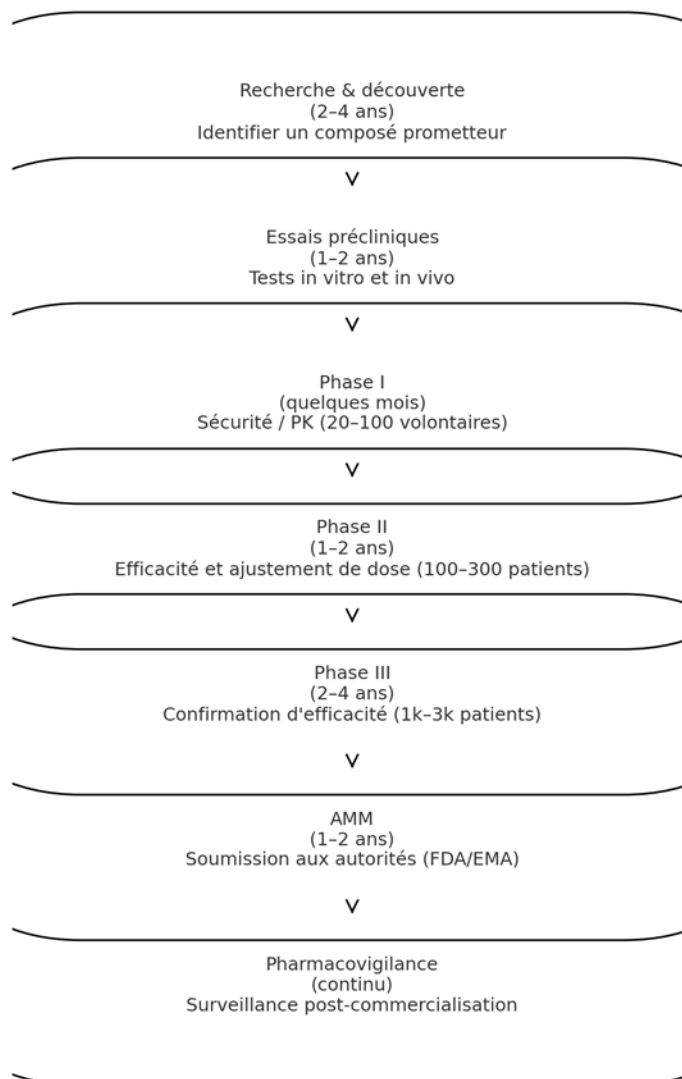 Recherche & découverte
(2–4 ans)
Identifier un composé prometteur
Essais précliniques
(1–2 ans)
Tests in vitro et in vivo
Phase I
(quelques mois)
Sécurité / PK (20–100 volontaires)
Phase II
(1–2 ans)
Efficacité et ajustement de dose (100–300 patients)
Phase III
(2–4 ans)
Confirmation d'efficacité (1k–3k patients)
AMM
(1–2 ans)
Soumission aux autorités (FDA/EMA)
Pharmacovigilance
(continu)
Surveillance post-commercialisation